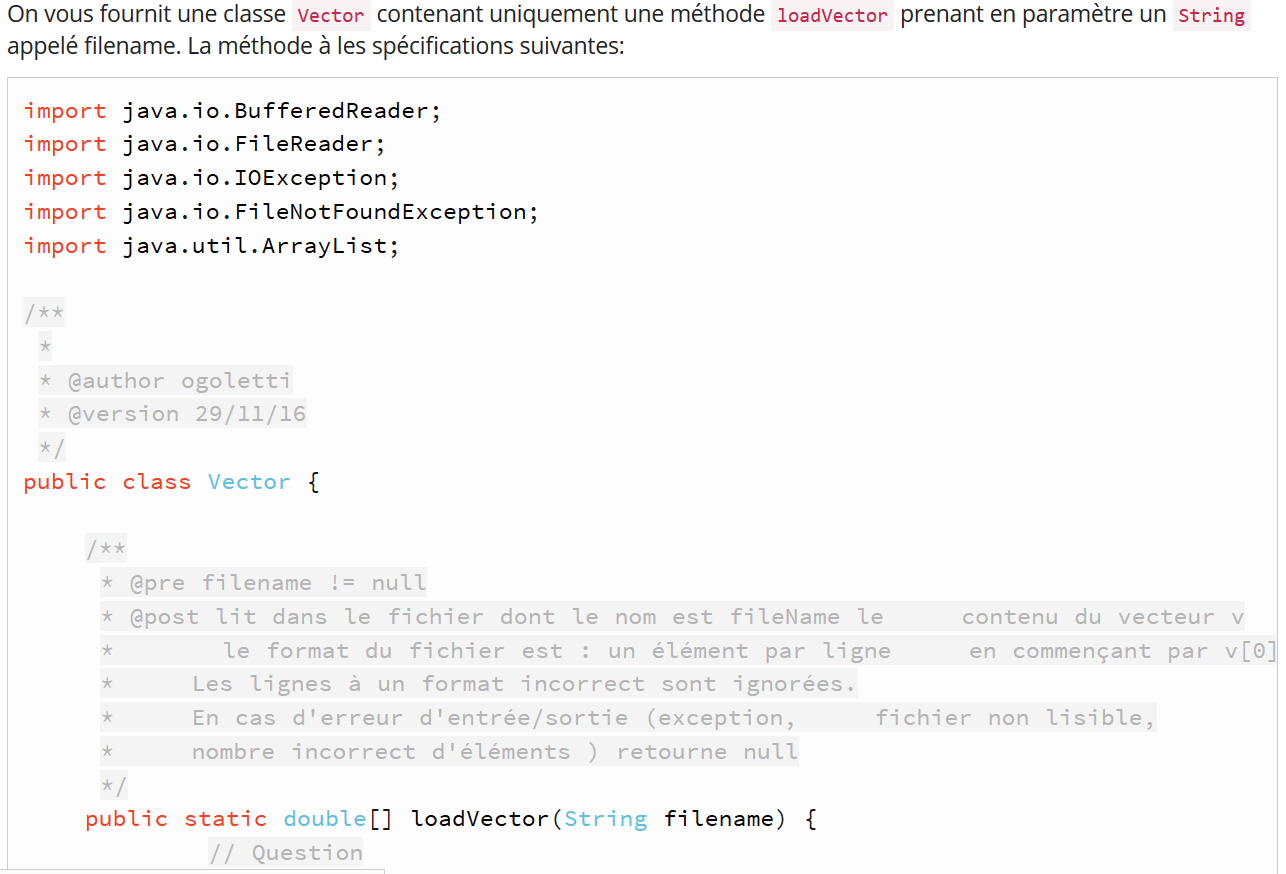 On vous fournit une classe Vector contenant uniquement une méthode loadVector prenant en paramètre un String
appelé filename. La méthode à les spécifications suivantes:
import java.io.BufferedReader;
import java.io.FileReader;
import java.io.IOException;
import java.io.FileNotFoundException;
import java.util.ArrayList;
/**
*
* @author ogoletti
* @version 29/11/16
*/
public class Vector {
/**
* @pre filename != null
* @post lit dans le fichier dont le nom est fileName le contenu du vecteur v
* le format du fichier est : un élément par ligne en commençant par v[0]
* Les lignes à un format incorrect sont ignorées.
* En cas d'erreur d'entrée/sortie (exception, fichier non lisible,
* nombre incorrect d'éléments ) retourne null
*/
public static double[] loadVector(String filename) {
// Question